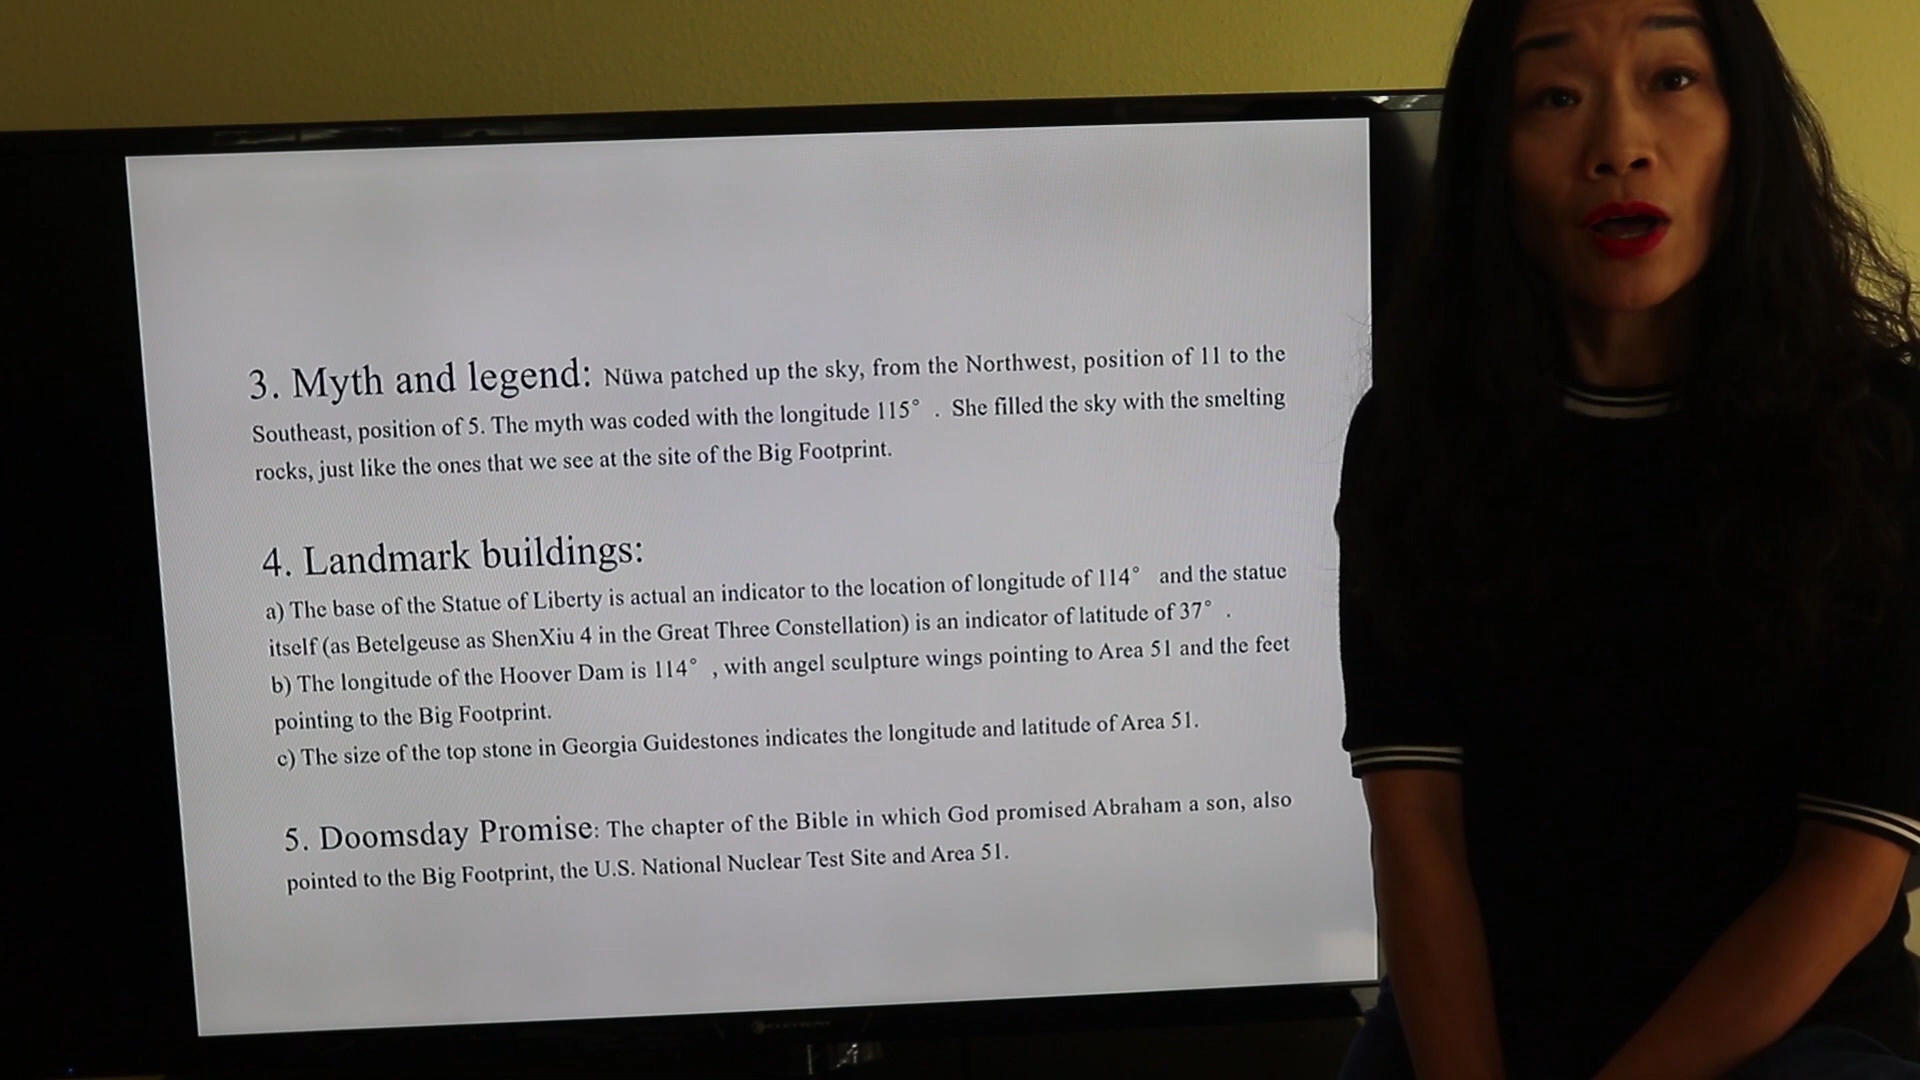 3. Myth and legend: Nüwa patched up the sky, from the Northwest, position of 11 to the
Southeast, position of 5. The myth was coded with the longitude 115° . She filled the sky with the smelting
rocks, just like the ones that we see at the site of the Big Footprint.
4. Landmark buildings:
a) The base of the Statue of Liberty is actual an indicator to the location of longitude of 114° and the statue
itself (as Betelgeuse as ShenXiu 4 in the Great Three Constellation) is an indicator of latitude of 37° .
b) The longitude of the Hoover Dam is 114° , with angel sculpture wings pointing to Area 51 and the feet
pointing to the Big Footprint.
c) The size of the top stone in Georgia Guidestones indicates the longitude and latitude of Area 51.
5. Doomsday Promise: The chapter of the Bible in which God promised Abraham a son, also
pointed to the Big Footprint, the U.S. National Nuclear Test Site and Area 51.